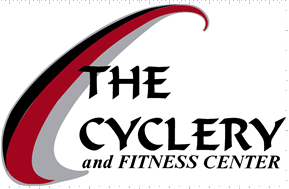 THE
CYCLERY
and FITNESS CENTER